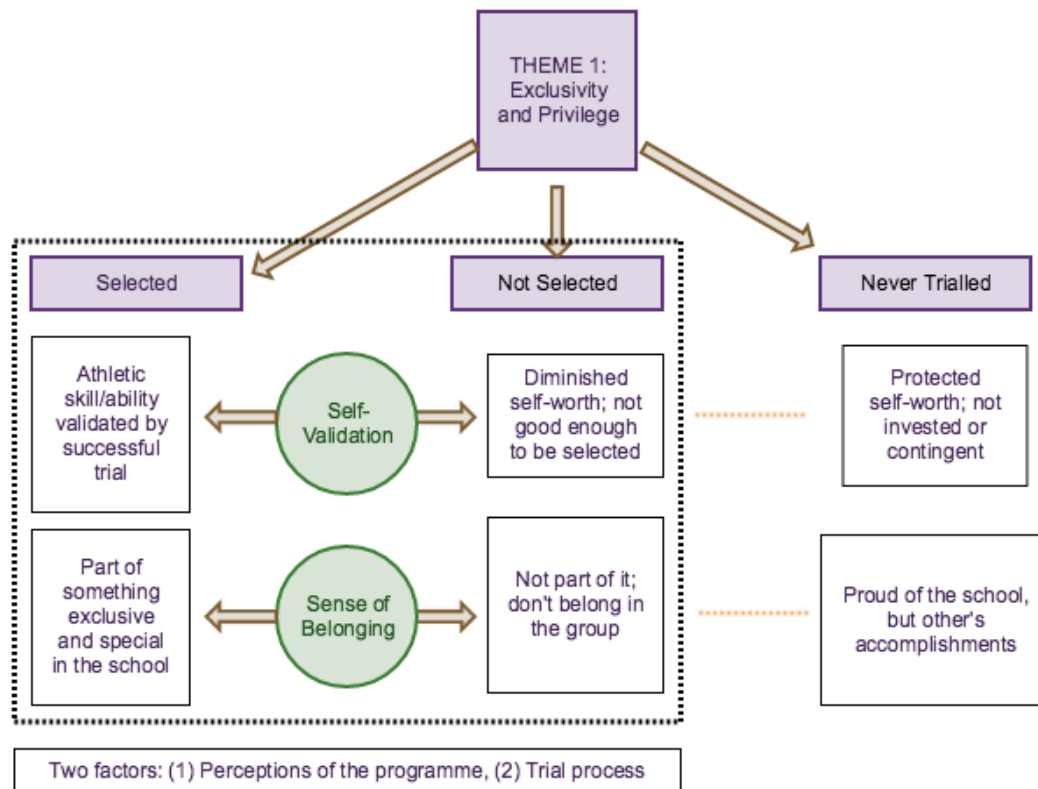 THEME 1:
Exclusivity
and Privilege
Selected
Not Selected
Never Trialled
Athletic
skill/ability
validated by
successful
trial
Self-
Validation
Diminished
self-worth; not
good enough
to be selected
Protected
self-worth; not
invested or
contingent
Part of
something
exclusive
and special
in the school
Sense of
Belonging
Not part of it;
don't belong in
the group
Proud of the school,
but other's
accomplishments
Two factors: (1) Perceptions of the programme, (2) Trial process